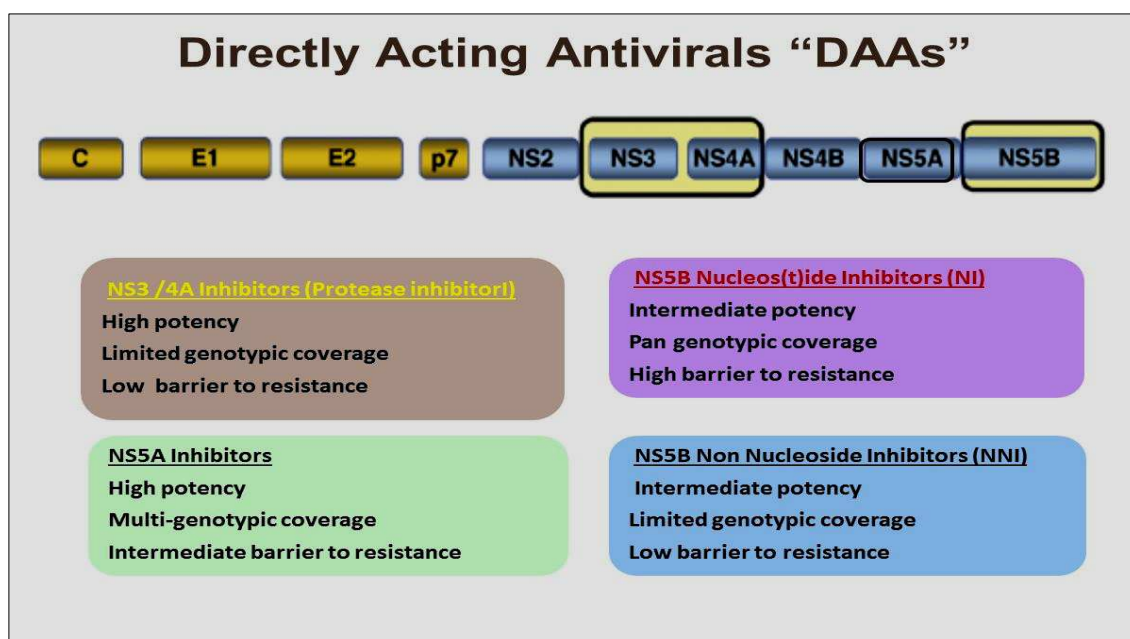 Directly Acting Antivirals “DAAs”
C E1 E2 p7 NS2 NS3 NS4A NS4B NS5A NS5B
NS3 /4A Inhibitors (Protease inhibitorI)
High potency
Limited genotypic coverage
Low barrier to resistance
NS5B Nucleos(t)ide Inhibitors (NI)
Intermediate potency
Pan genotypic coverage
High barrier to resistance
NS5A Inhibitors
High potency
Multi-genotypic coverage
Intermediate barrier to resistance
NS5B Non Nucleoside Inhibitors (NNI)
Intermediate potency
Limited genotypic coverage
Low barrier to resistance